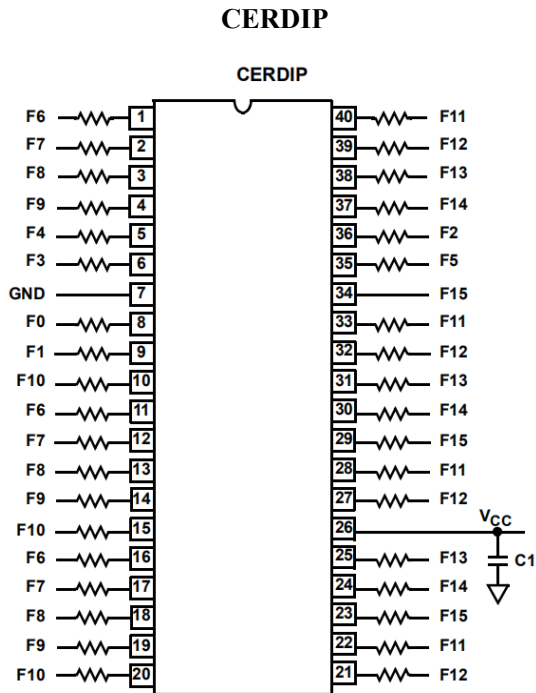 CERDIP
CERDIP
F6 1 40 F11
F7 2 39 F12
F8 3 38 F13
F9 4 37 F14
F4 5 36 F2
F3 6 35 F5
GND 7 34 F15
F0 8 33 F11
F1 9 32 F12
F10 10 31 F13
F6 11 30 F14
F7 12 29 F15
F8 13 28 F11
F9 14 27 F12
F10 15 26 VCC
F6 16 25 F13 C1
F7 17 24 F14
F8 18 23 F15
F9 19 22 F11
F10 20 21 F12